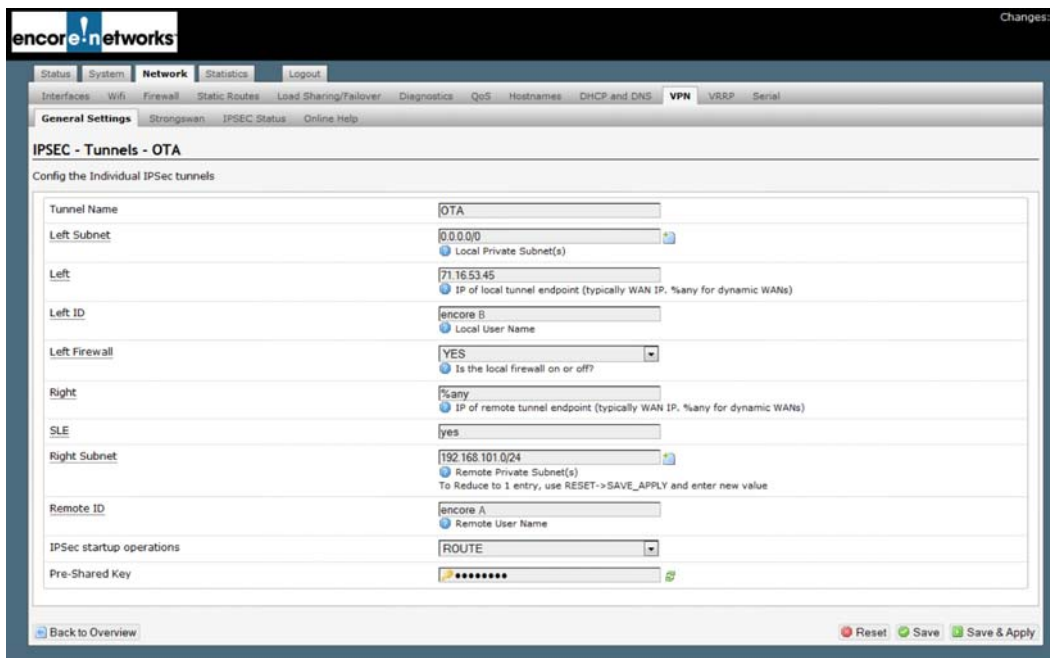 Changes:
encore!networks
Status System Network Statistics Logout
Interfaces Wifi Firewall Static Routes Load Sharing/Failover Diagnostics QoS Hostnames DHCP and DNS VPN VRRP Serial
General Settings Strongswan IPSEC Status Online Help
IPSEC - Tunnels - OTA
Config the Individual IPSec tunnels
Tunnel Name OTA
Left Subnet 0.0.0.0/0
Local Private Subnet(s)
Left 71.16.53.45
IP of local tunnel endpoint (typically WAN IP. %any for dynamic WANs)
Left ID encore B
Local User Name
Left Firewall YES
Is the local firewall on or off?
Right %any
IP of remote tunnel endpoint (typically WAN IP. %any for dynamic WANs)
SLE yes
Right Subnet 192.168.101.0/24
Remote Private Subnet(s)
To Reduce to 1 entry, use RESET->SAVE_APPLY and enter new value
Remote ID encore A
Remote User Name
IPSec startup operations ROUTE
Pre-Shared Key ••••••••
Back to Overview Reset Save Save & Apply